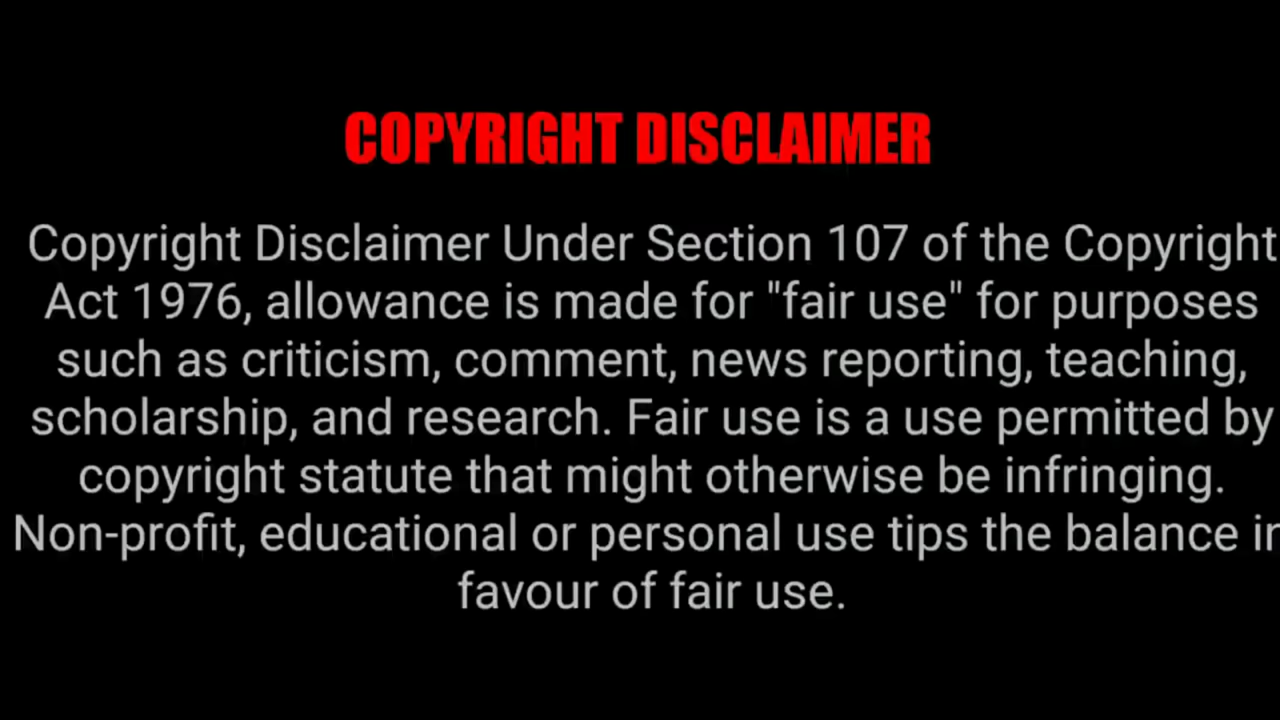 COPYRIGHT DISCLAIMER
Copyright Disclaimer Under Section 107 of the Copyright
Act 1976, allowance is made for "fair use" for purposes
such as criticism, comment, news reporting, teaching,
scholarship, and research. Fair use is a use permitted by
copyright statute that might otherwise be infringing.
Non-profit, educational or personal use tips the balance in
favour of fair use.